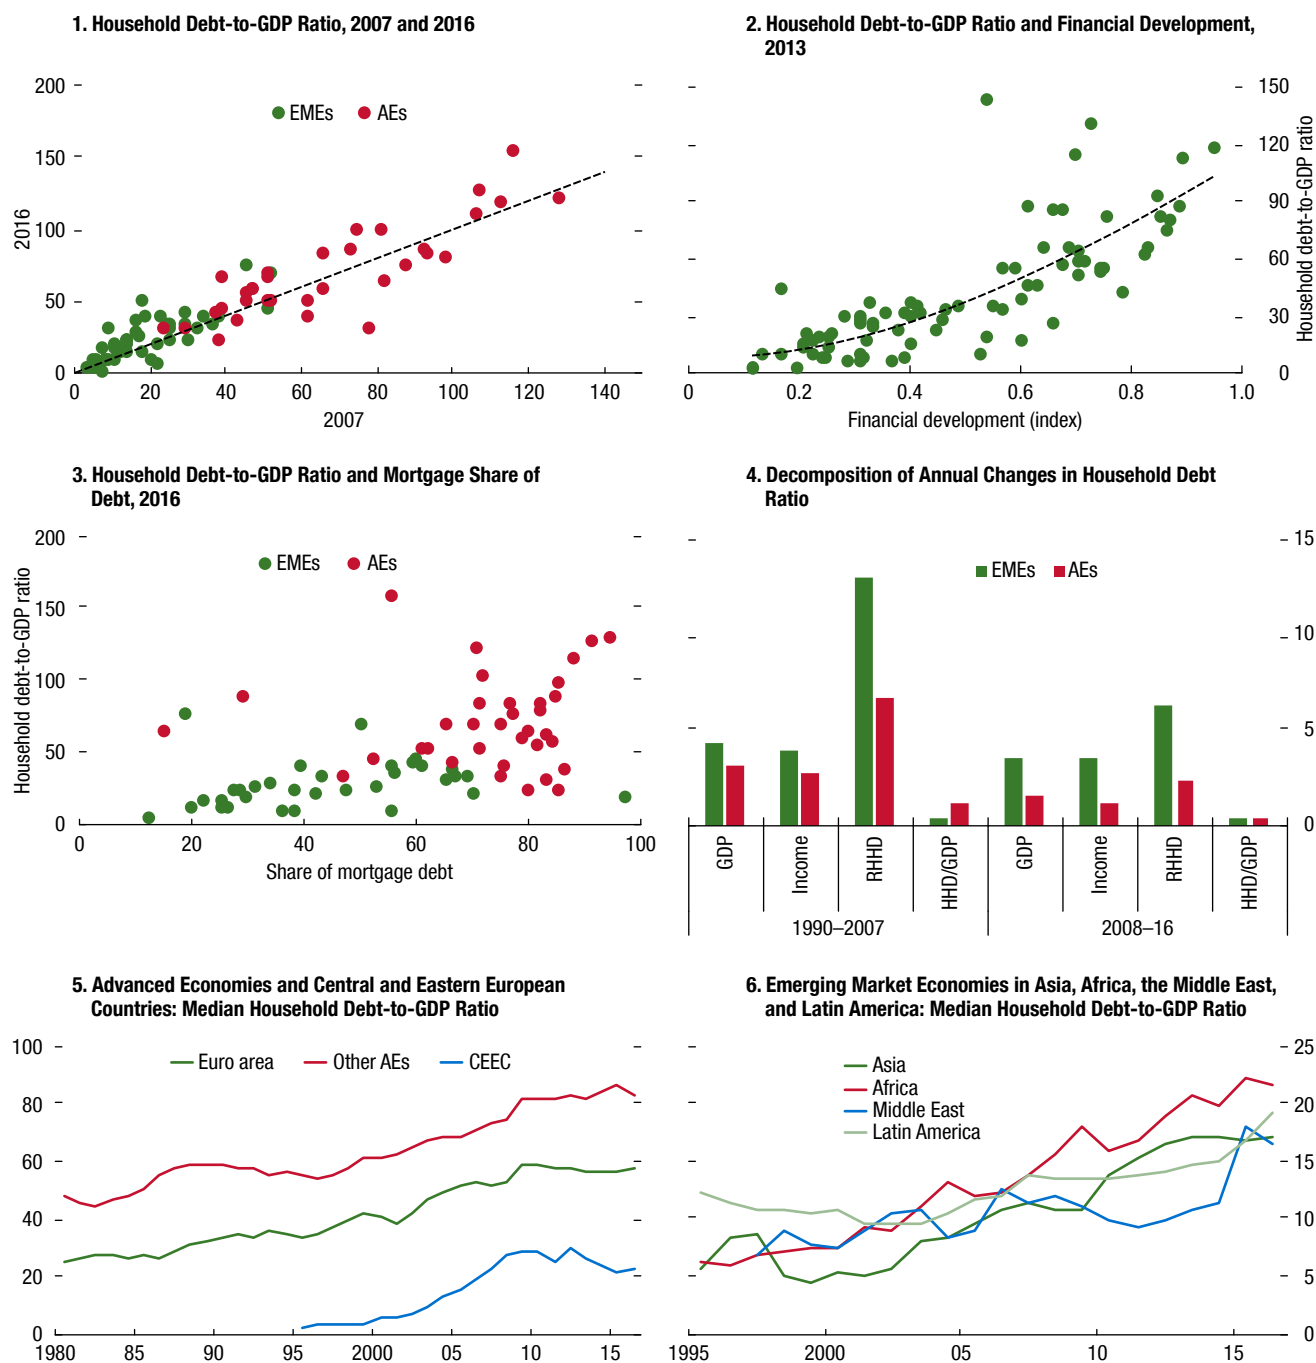 1. Household Debt-to-GDP Ratio, 2007 and 2016
200
150
100
50
0
2016
EMEs
AEs
0
20
40
60
80
100
120
140
2007
2. Household Debt-to-GDP Ratio and Financial Development,
2013
150
120
90
60
30
0
Household debt-to-GDP ratio
0
0.2
0.4
0.6
0.8
1.0
Financial development (index)
3. Household Debt-to-GDP Ratio and Mortgage Share of
Debt, 2016
200
150
100
50
0
Household debt-to-GDP ratio
EMEs
AEs
0
20
40
60
80
100
Share of mortgage debt
4. Decomposition of Annual Changes in Household Debt
Ratio
15
10
5
0
EMEs
AEs
GDP
Income
RHHD
HHD/GDP
GDP
Income
RHHD
HHD/GDP
1990–2007
2008–16
5. Advanced Economies and Central and Eastern European
Countries: Median Household Debt-to-GDP Ratio
100
80
60
40
20
0
Euro area
Other AEs
CEEC
1980
85
90
95
2000
05
10
15
6. Emerging Market Economies in Asia, Africa, the Middle East,
and Latin America: Median Household Debt-to-GDP Ratio
25
20
15
10
5
0
Asia
Africa
Middle East
Latin America
1995
2000
05
10
15